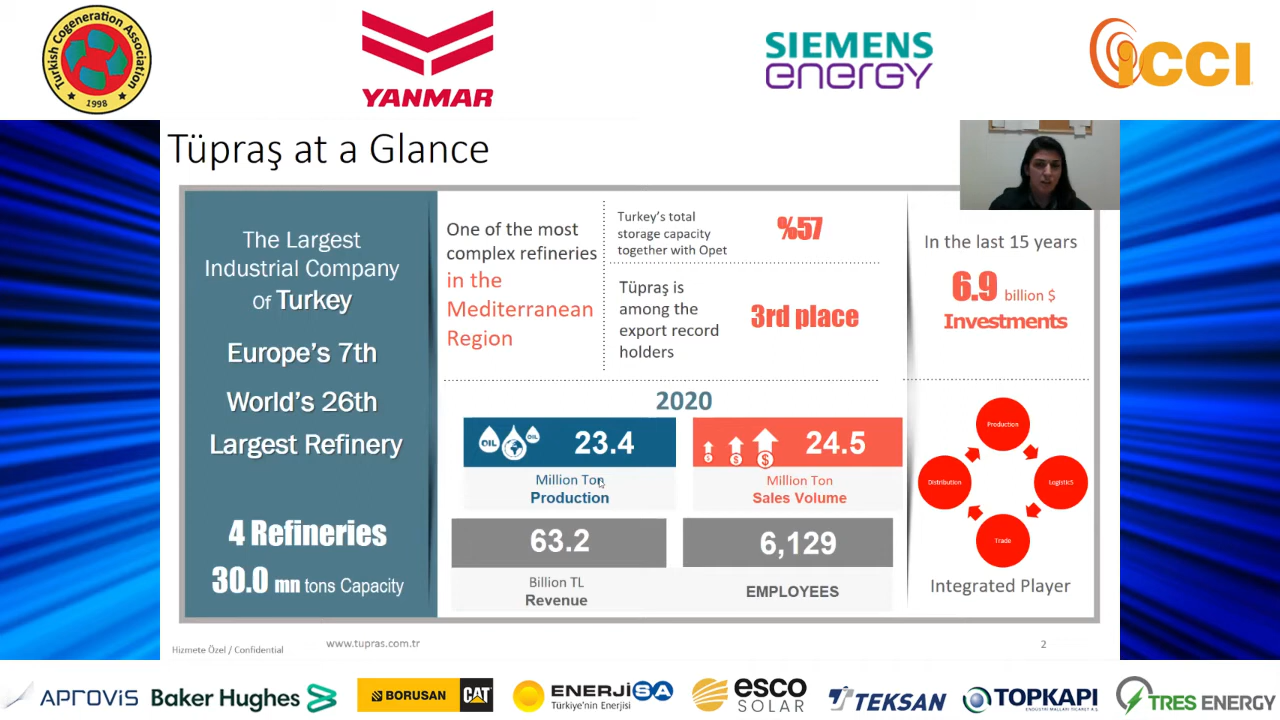 Turkish Cogeneration Association
1998
YANMAR
SIEMENS
energy
iCCI
Tüpraş at a Glance
The Largest
Industrial Company
Of Turkey
Europe's 7th
World's 26th
Largest Refinery
4 Refineries
30.0 mn tons Capacity
One of the most
complex refineries
in the
Mediterranean
Region
Turkey's total
storage capacity
together with Opet
%57
Tüpraş is
among the
export record
holders
3rd place
In the last 15 years
6.9 billion $
Investments
2020
OIL
OIL
23.4
Million Ton
Production
$
$
$
24.5
Million Ton
Sales Volume
63.2
Billion TL
Revenue
6,129
EMPLOYEES
Production
Distribution
Logistics
Trade
Integrated Player
Hizmete Özel / Confidential
www.tupras.com.tr
2
APROVIS
Baker Hughes
BORUSAN
CAT
ENERJİSA
Türkiye'nin Enerjisi
esco
SOLAR
TEKSAN
TOPKAPI
ENDÜSTRİ MALLARI TİCARET A.Ş.
TRES ENERGY